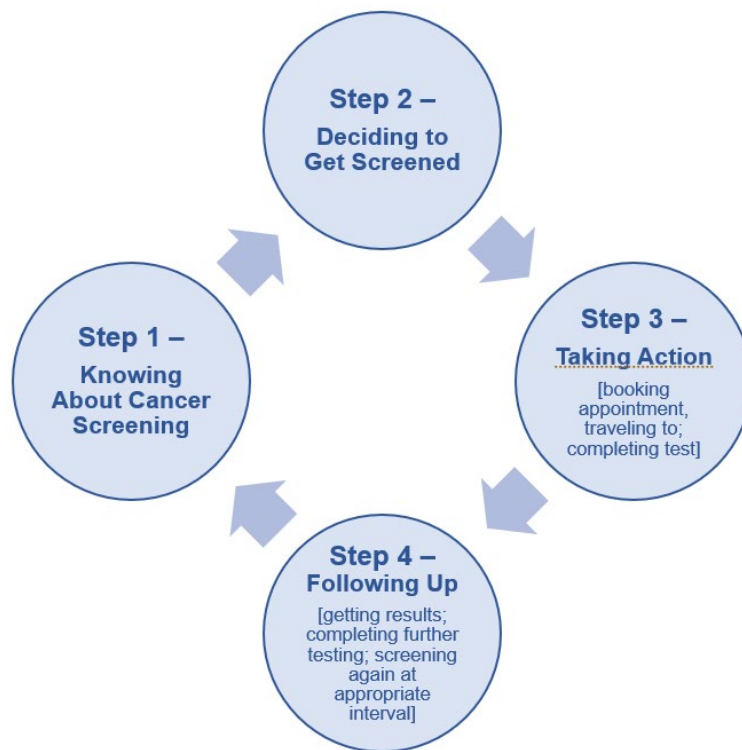 Step 1 –
Knowing
About Cancer
Screening
Step 2 –
Deciding to
Get Screened
Step 3 –
Taking Action
[booking
appointment,
traveling to;
completing test]
Step 4 –
Following Up
[getting results;
completing further
testing; screening
again at
appropriate
interval]